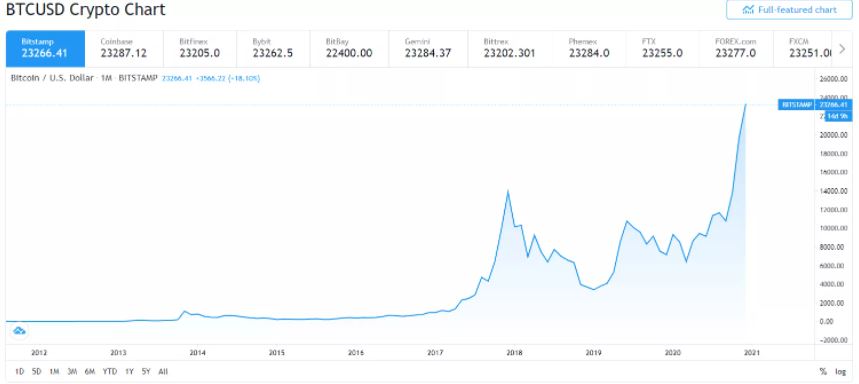 BTCUSD Crypto Chart
Full-featured chart
Bitstamp Coinbase Bitfinex Bybit BitBay Gemini Bittrex Phemex FTX FOREX.com FXCM
23266.41 23287.12 23205.0 23262.5 22400.00 23284.37 23202.301 23284.0 23255.0 23277.0 23251.0
Bitcoin / U.S. Dollar · 1M · BITSTAMP 23266.41 +3566.22 (+18.10%)
26000.00
24000.00
BITSTAMP 23266.41
14d 9h
20000.00
18000.00
16000.00
14000.00
12000.00
10000.00
8000.00
6000.00
4000.00
2000.00
0.00
-2000.00
2012 2013 2014 2015 2016 2017 2018 2019 2020 2021
1D 5D 1M 3M 6M YTD 1Y 5Y All % log